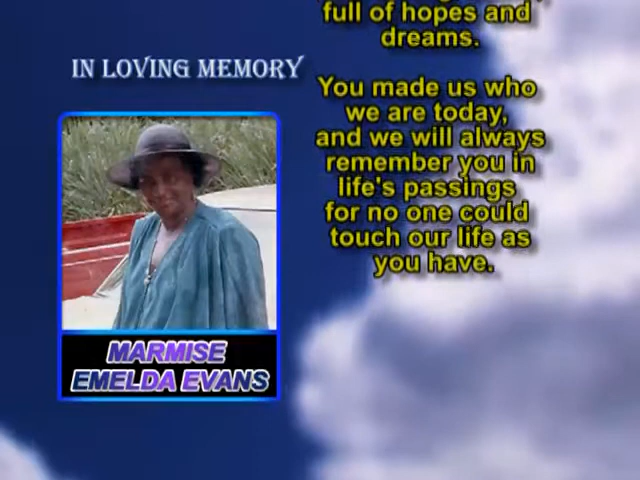 full of hopes and
dreams.
IN LOVING MEMORY
You made us who
we are today,
and we will always
remember you in
life's passings
for no one could
touch our life as
you have.
MARMISE
EMELDA EVANS